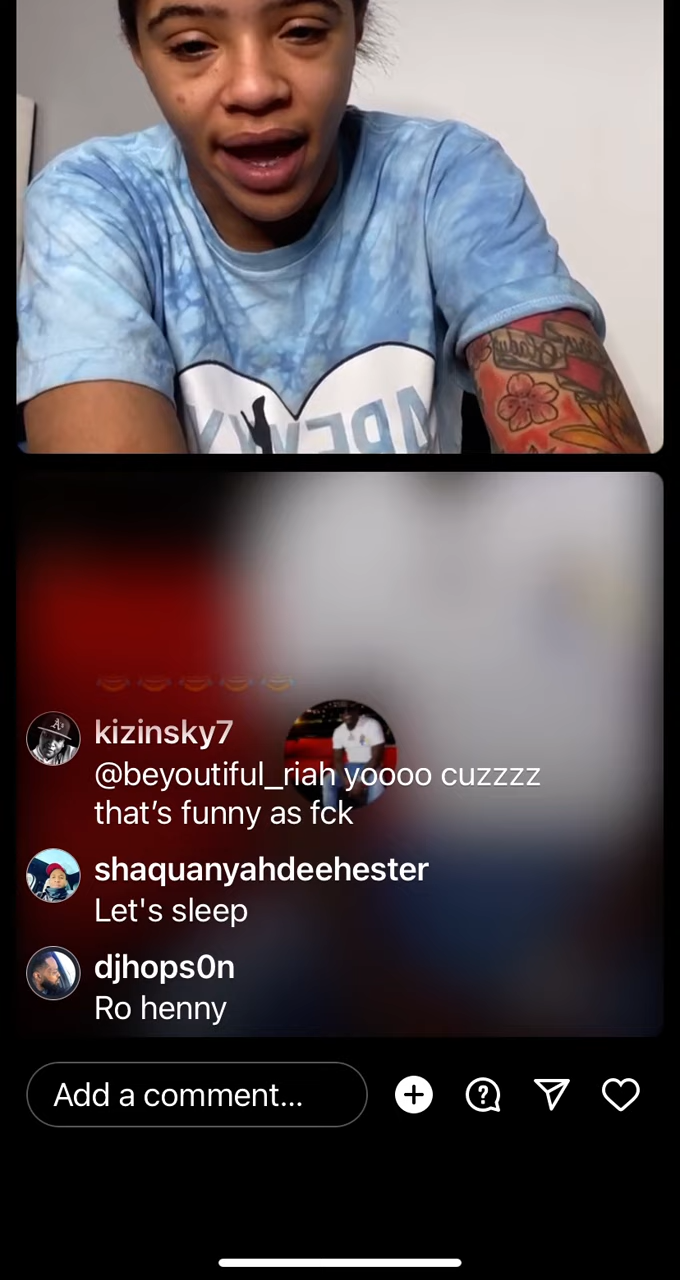 kizinsky7
@beyoutiful_riah yoooo cuzzzz
that’s funny as fck
shaquanyahdeehester
Let's sleep
djhops0n
Ro henny
Add a comment...